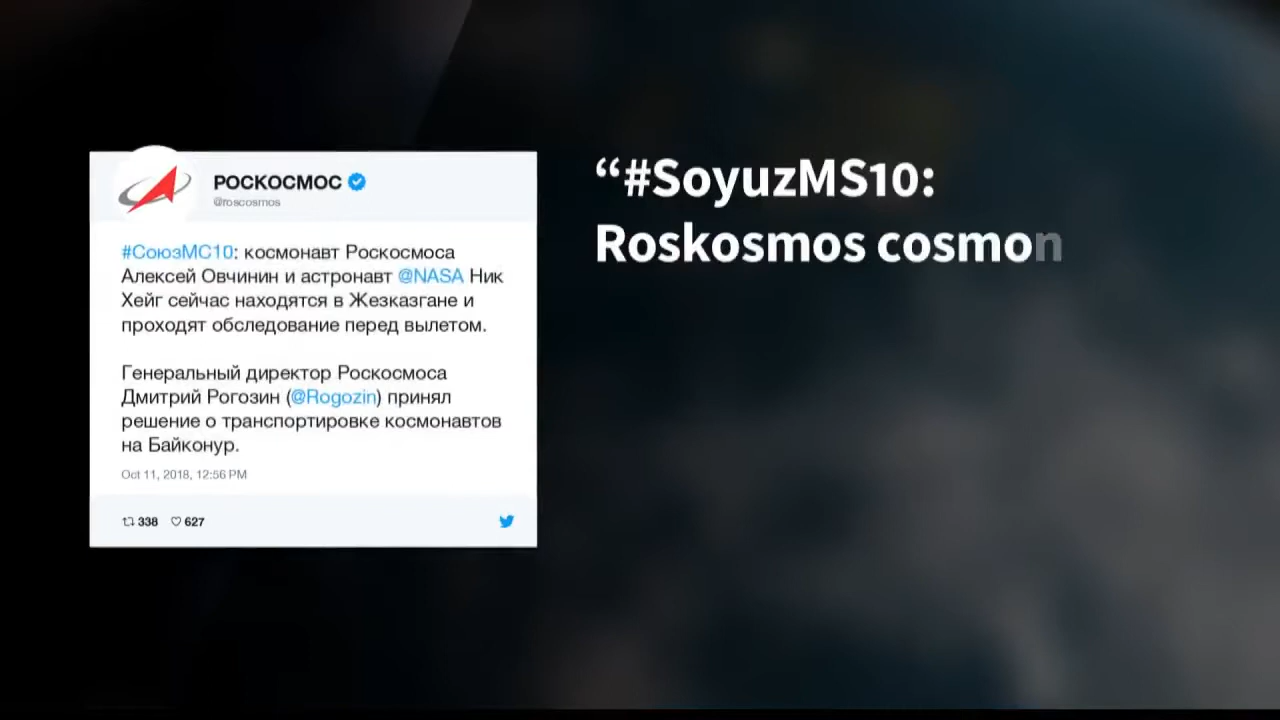 РОСКОСМОС
@roscosmos
#СоюзМС10: космонавт Роскосмоса
Алексей Овчинин и астронавт @NASA Ник
Хейг сейчас находятся в Жезказгане и
проходят обследование перед вылетом.
Генеральный директор Роскосмоса
Дмитрий Рогозин (@Rogozin) принял
решение о транспортировке космонавтов
на Байконур.
Oct 11, 2018, 12:56 PM
338 627
“#SoyuzMS10:
Roskosmos cosmon